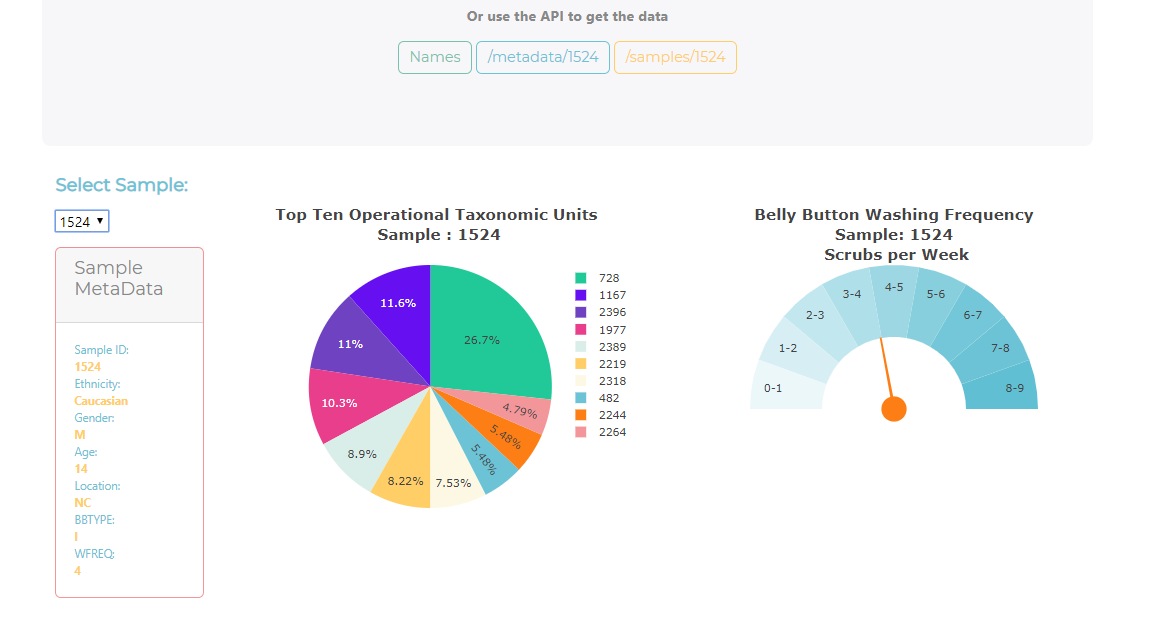 Or use the API to get the data
Names
/metadata/1524
/samples/1524
Select Sample:
1524
Sample
MetaData
Sample ID:
1524
Ethnicity:
Caucasian
Gender:
M
Age:
14
Location:
NC
BBTYPE:
I
WFREQ:
4
Top Ten Operational Taxonomic Units
Sample : 1524
26.7%
11.6%
11%
10.3%
8.9%
8.22%
7.53%
5.48%
5.48%
4.79%
728
1167
2396
1977
2389
2219
2318
482
2244
2264
Belly Button Washing Frequency
Sample: 1524
Scrubs per Week
0-1
1-2
2-3
3-4
4-5
5-6
6-7
7-8
8-9